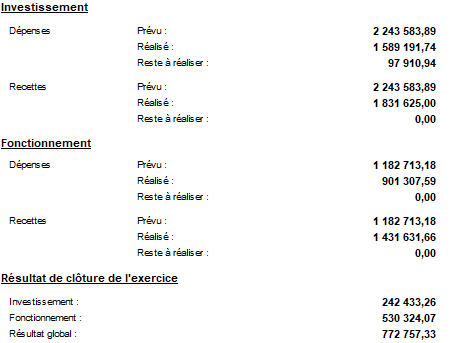 Investissement
Dépenses Prévu : 2 243 583,89
Réalisé : 1 589 191,74
Reste à réaliser : 97 910,94
Recettes Prévu : 2 243 583,89
Réalisé : 1 831 625,00
Reste à réaliser : 0,00
Fonctionnement
Dépenses Prévu : 1 182 713,18
Réalisé : 901 307,59
Reste à réaliser : 0,00
Recettes Prévu : 1 182 713,18
Réalisé : 1 431 631,66
Reste à réaliser : 0,00
Résultat de clôture de l'exercice
Investissement : 242 433,26
Fonctionnement : 530 324,07
Résultat global : 772 757,33